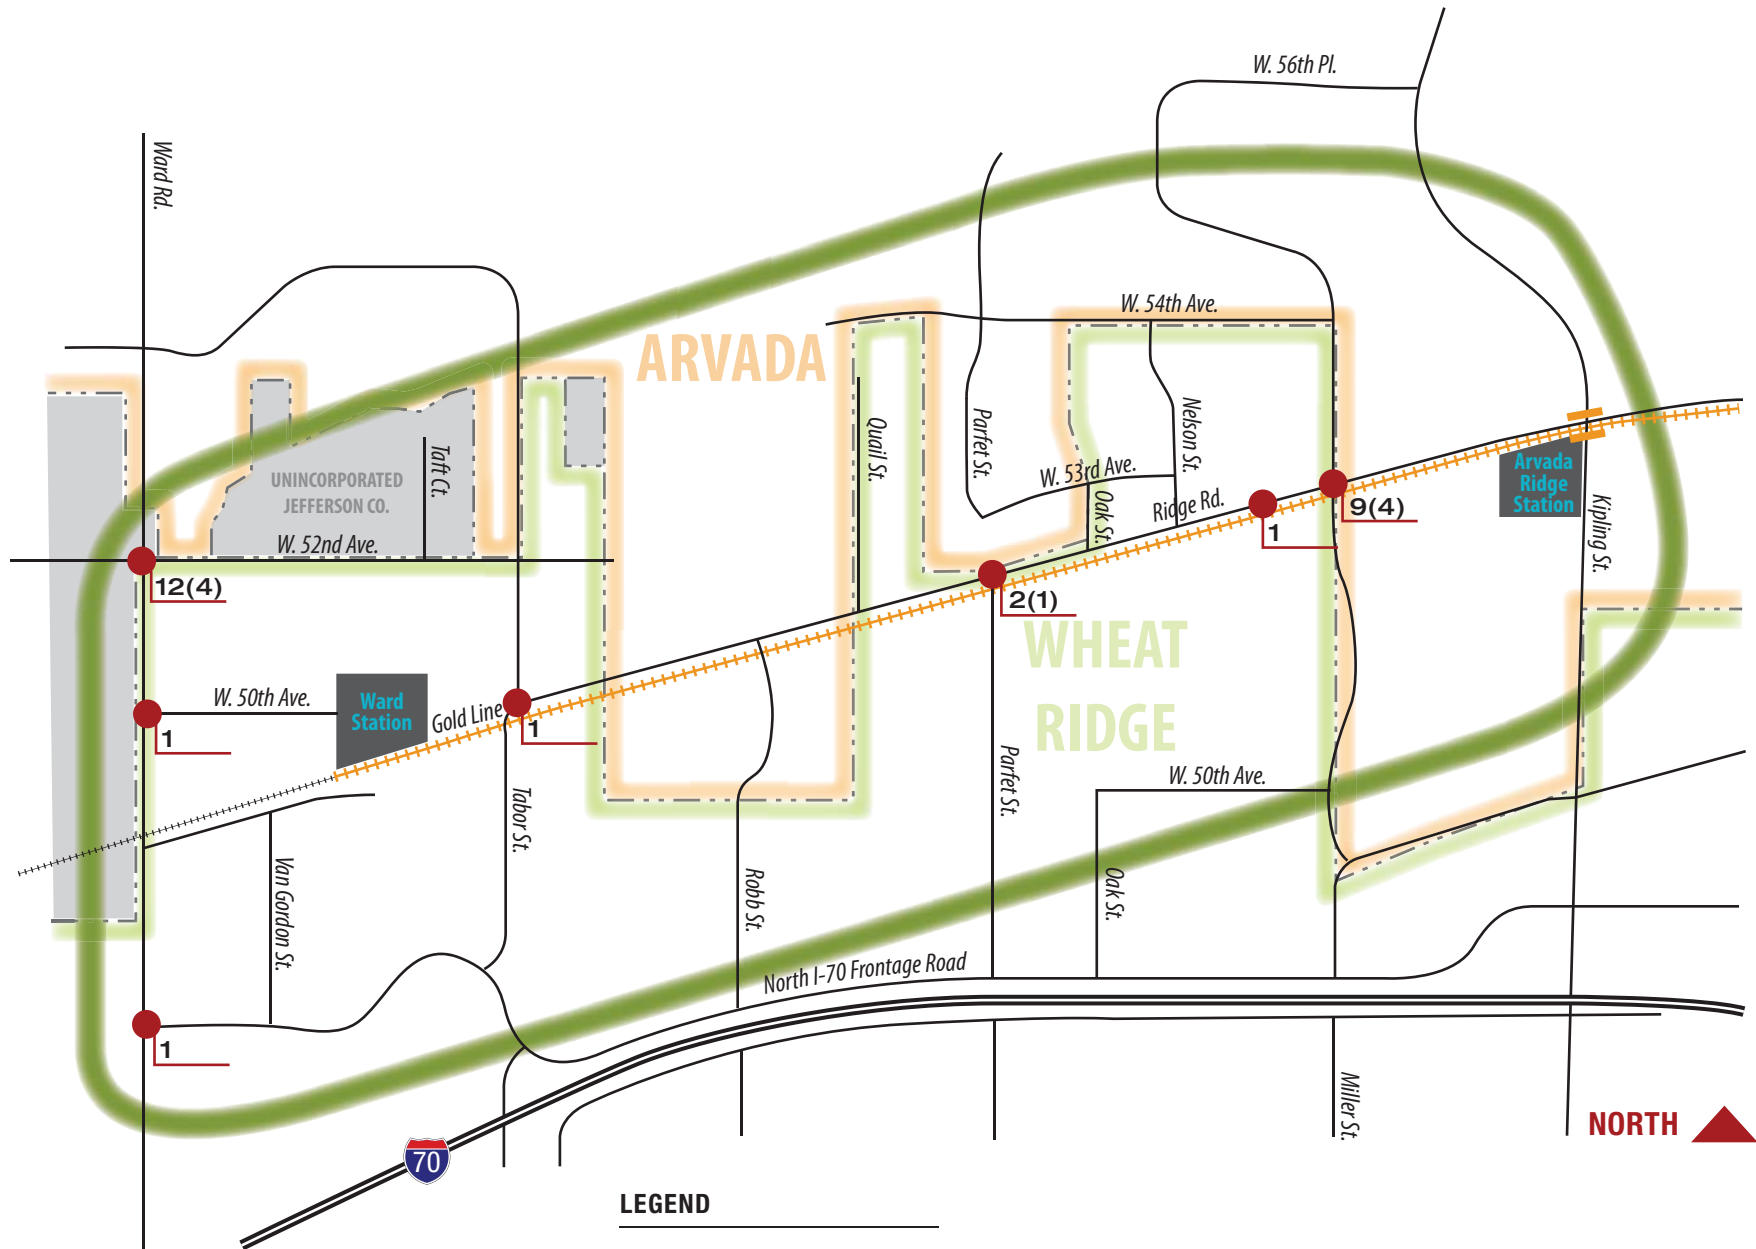 W. 56th Pl.
Ward Rd.
W. 54th Ave.
ARVADA
Quail St.
Parfet St.
Nelson St.
Taft Ct.
W. 53rd Ave.
UNINCORPORATED
JEFFERSON CO.
Oak St.
Ridge Rd.
Arvada
Ridge
Station
Kipling St.
9(4)
1
W. 52nd Ave.
12(4)
2(1)
WHEAT
RIDGE
W. 50th Ave.
Ward
Station
Gold Line
1
1
Tabor St.
Parfet St.
W. 50th Ave.
Van Gordon St.
Robb St.
Oak St.
North I-70 Frontage Road
1
Miller St.
NORTH
70
LEGEND